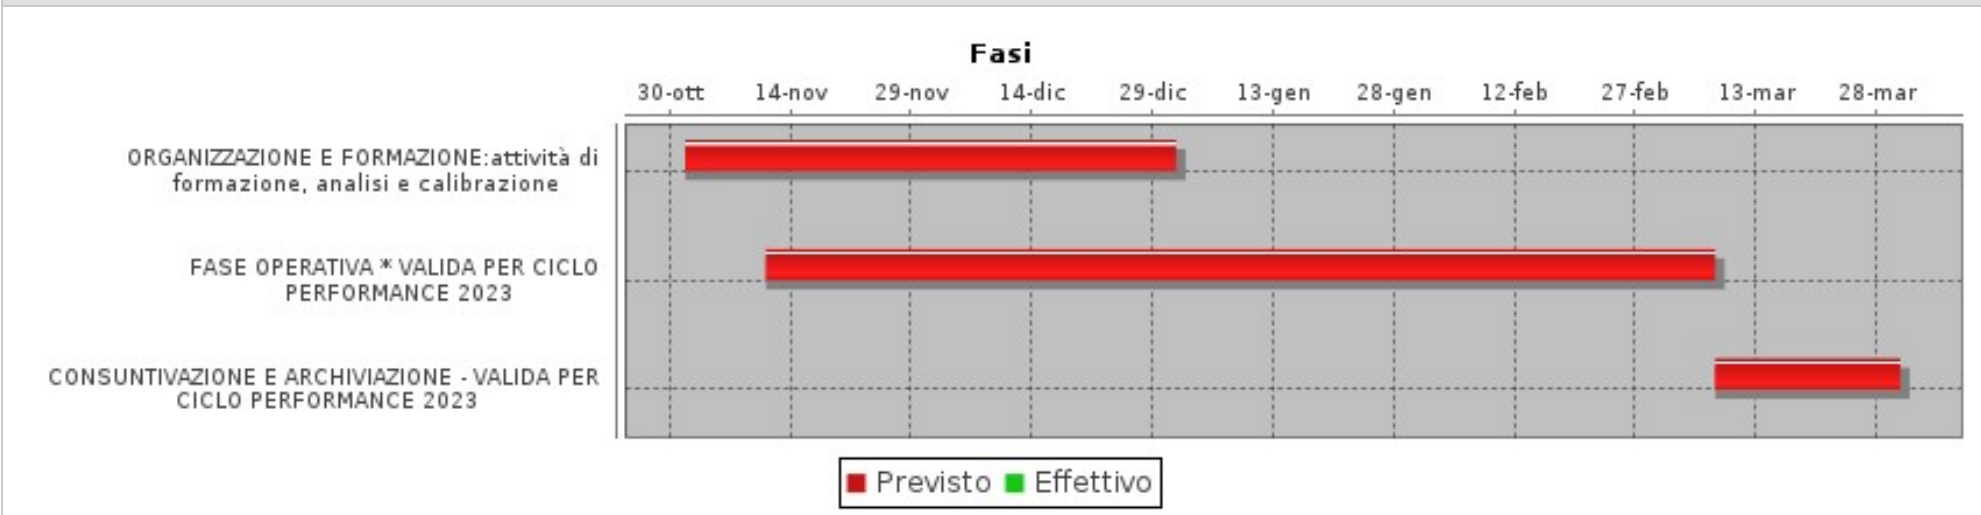 Fasi
30-ott 14-nov 29-nov 14-dic 29-dic 13-gen 28-gen 12-feb 27-feb 13-mar 28-mar
ORGANIZZAZIONE E FORMAZIONE:attività di
formazione, analisi e calibrazione
FASE OPERATIVA * VALIDA PER CICLO
PERFORMANCE 2023
CONSUNTIVAZIONE E ARCHIVIAZIONE - VALIDA PER
CICLO PERFORMANCE 2023
Previsto Effettivo